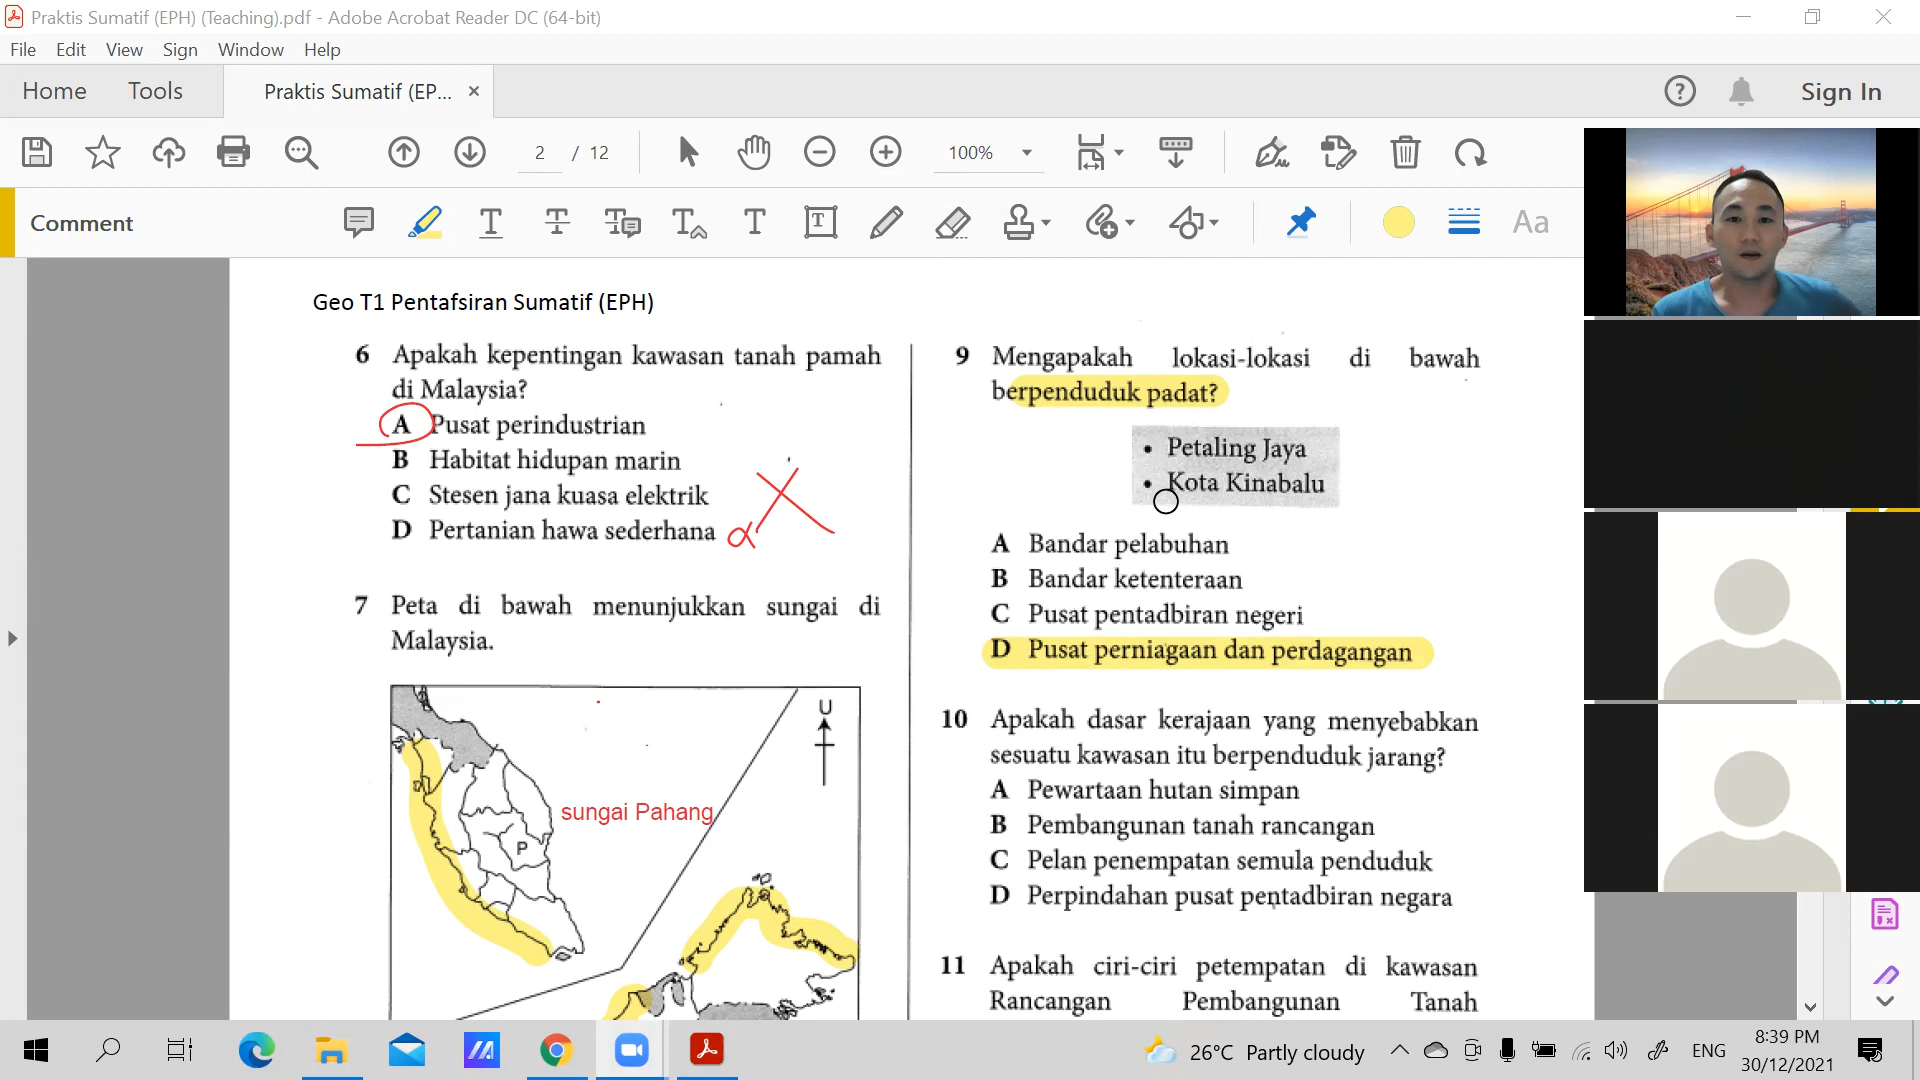 Praktis Sumatif (EPH) (Teaching).pdf - Adobe Acrobat Reader DC (64-bit)
File Edit View Sign Window Help
Home Tools Praktis Sumatif (EP... × Sign In
2 / 12 100%
Comment Aa
Geo T1 Pentafsiran Sumatif (EPH)
6 Apakah kepentingan kawasan tanah pamah
di Malaysia?
A Pusat perindustrian
B Habitat hidupan marin
C Stesen jana kuasa elektrik
D Pertanian hawa sederhana
7 Peta di bawah menunjukkan sungai di
Malaysia.
U
sungai Pahang
P
9 Mengapakah lokasi-lokasi di bawah
berpenduduk padat?
• Petaling Jaya
• Kota Kinabalu
A Bandar pelabuhan
B Bandar ketenteraan
C Pusat pentadbiran negeri
D Pusat perniagaan dan perdagangan
10 Apakah dasar kerajaan yang menyebabkan
sesuatu kawasan itu berpenduduk jarang?
A Pewartaan hutan simpan
B Pembangunan tanah rancangan
C Pelan penempatan semula penduduk
D Perpindahan pusat pentadbiran negara
11 Apakah ciri-ciri petempatan di kawasan
Rancangan Pembangunan Tanah
26°C Partly cloudy ENG 8:39 PM
30/12/2021